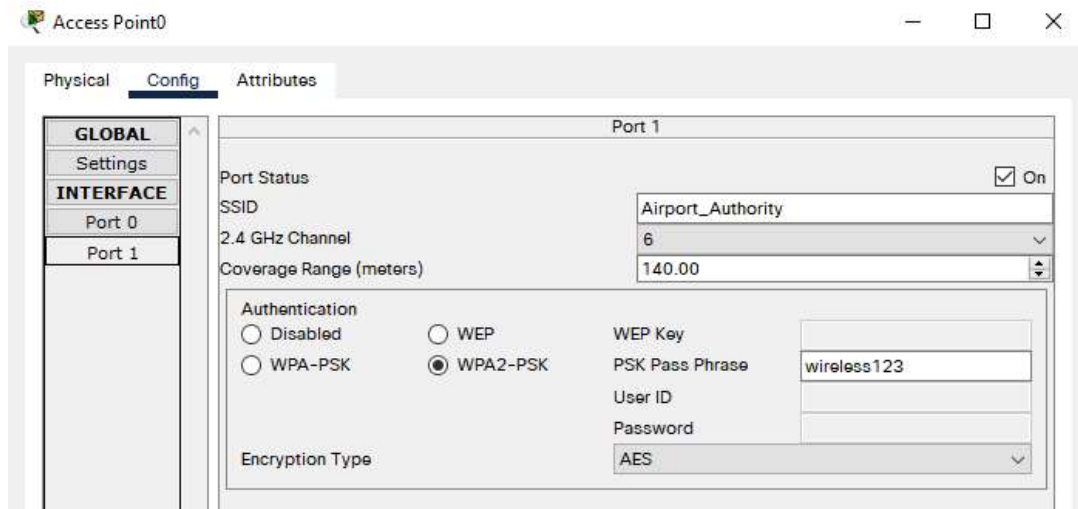 Access Point0
Physical Config Attributes
GLOBAL
Settings
INTERFACE
Port 0
Port 1
Port 1
Port Status On
SSID Airport_Authority
2.4 GHz Channel 6
Coverage Range (meters) 140.00
Authentication
Disabled WEP WEP Key
WPA-PSK WPA2-PSK PSK Pass Phrase wireless123
User ID
Password
Encryption Type AES